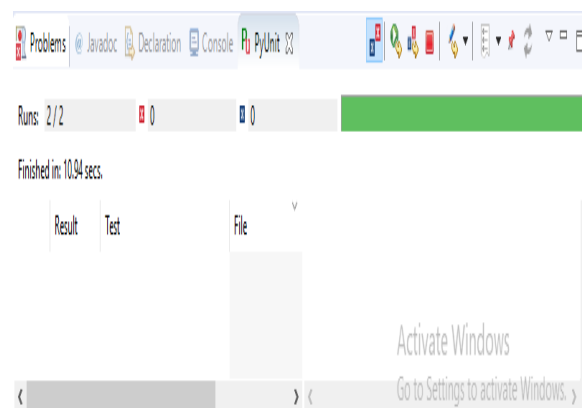 Problems @ Javadoc Declaration Console PyUnit
Runs: 2 / 2 0 0
Finished in: 10.94 secs.
Result Test File
Activate Windows
Go to Settings to activate Windows.